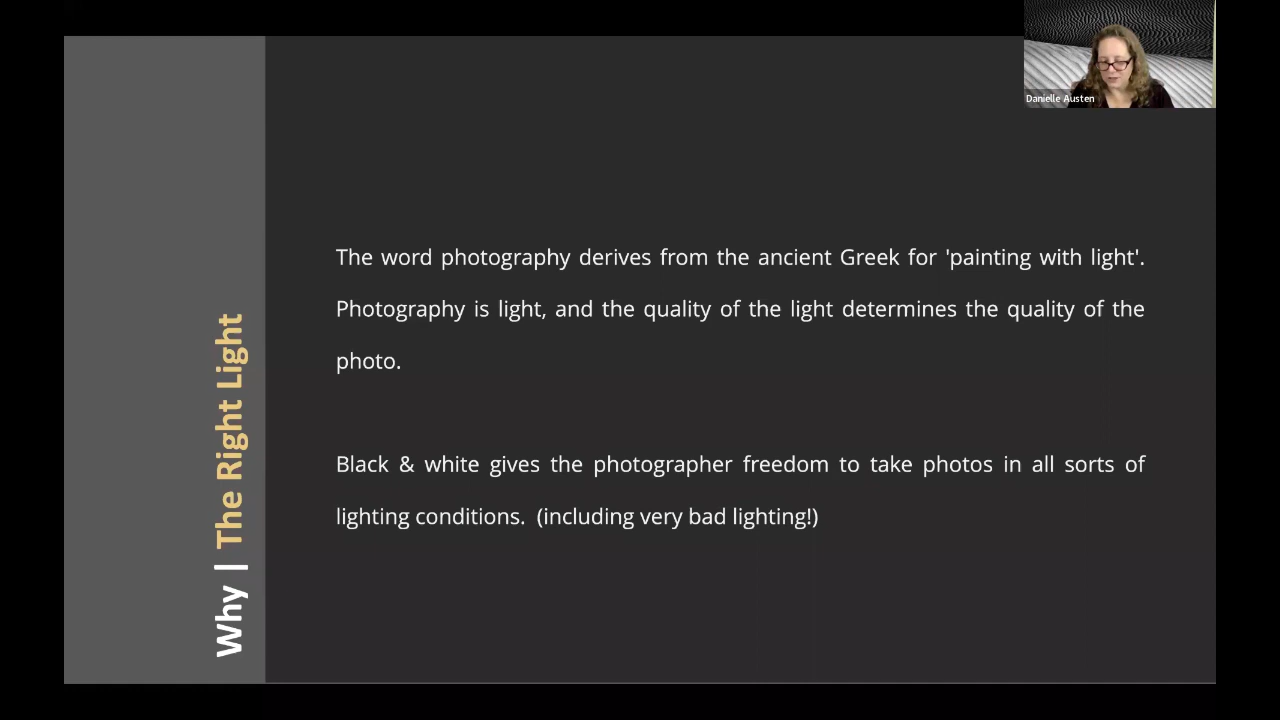 Danielle Austen
Why | The Right Light
The word photography derives from the ancient Greek for 'painting with light'.
Photography is light, and the quality of the light determines the quality of the
photo.
Black & white gives the photographer freedom to take photos in all sorts of
lighting conditions.  (including very bad lighting!)